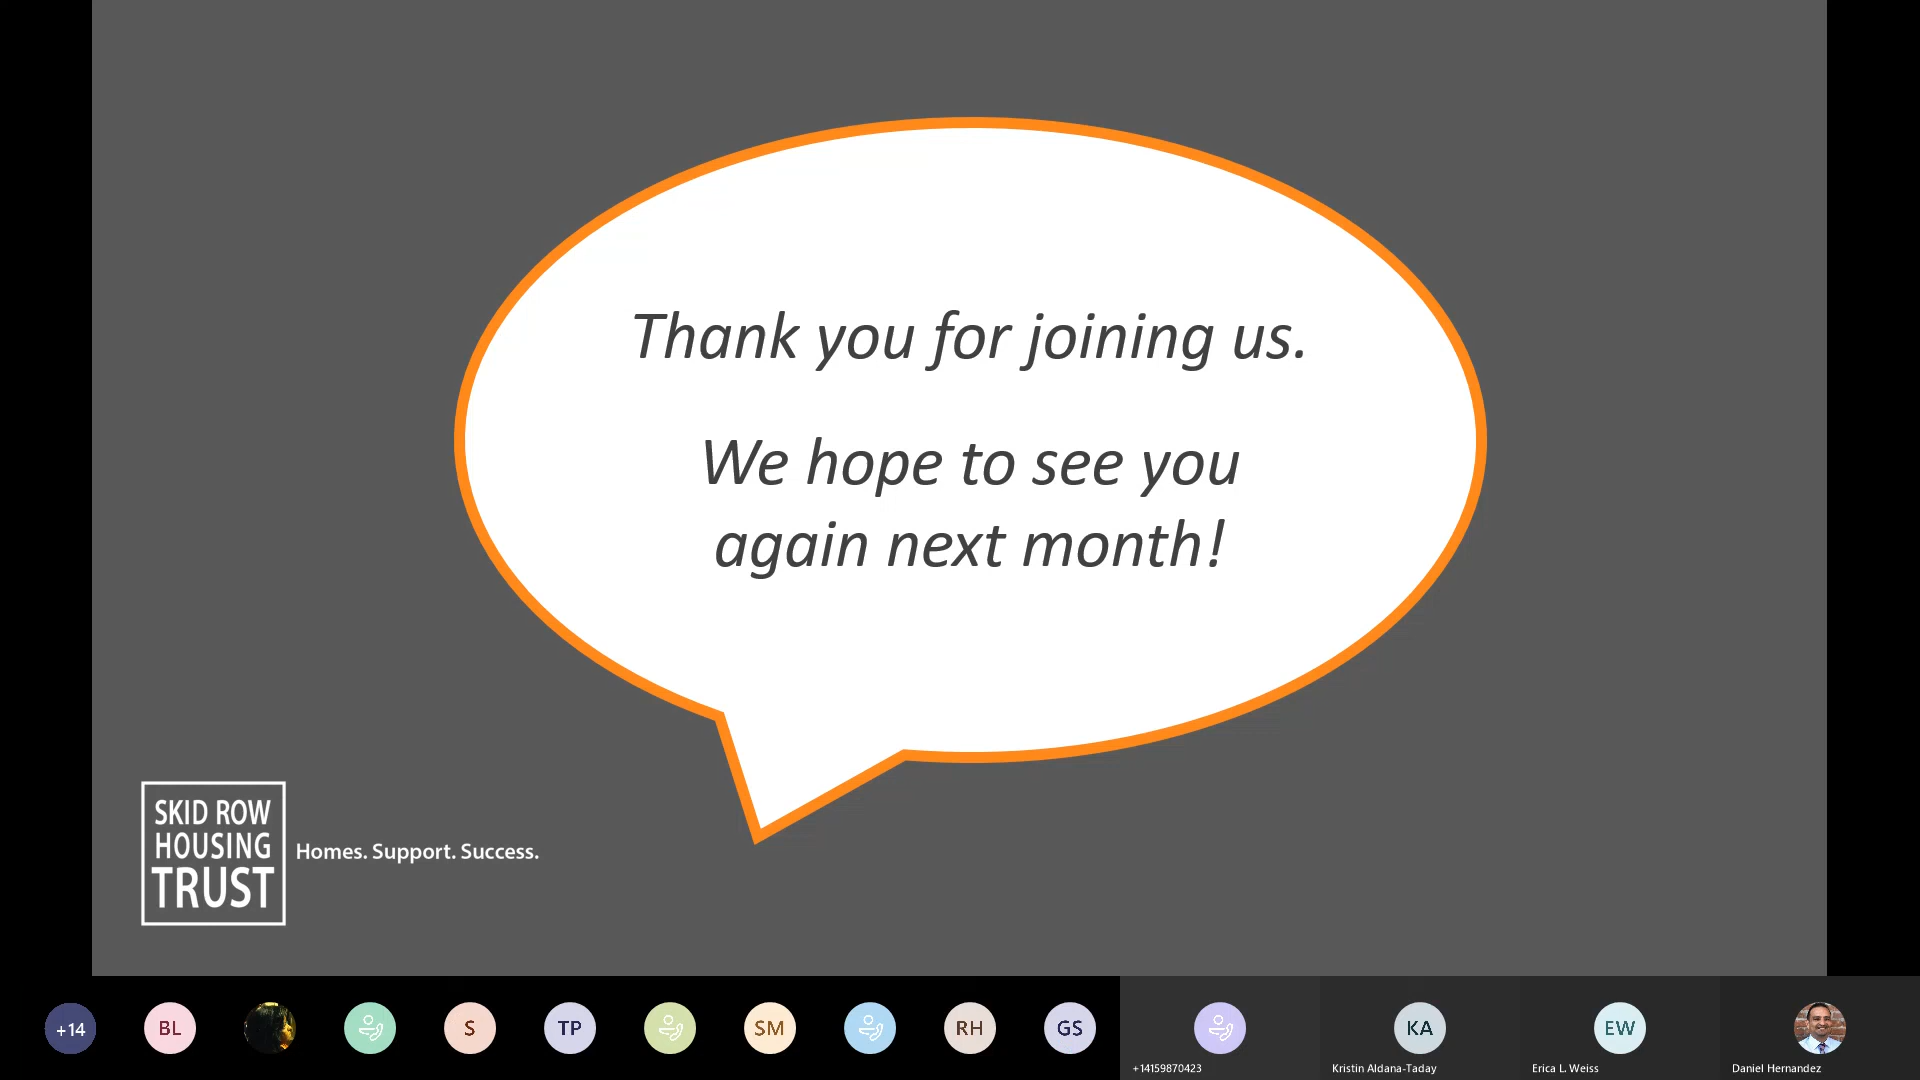 Thank you for joining us.
We hope to see you
again next month!
SKID ROW
HOUSING
TRUST
Homes. Support. Success.
+14
BL
S
TP
SM
RH
GS
+14159870423
KA
Kristin Aldana-Taday
EW
Erica L. Weiss
Daniel Hernandez